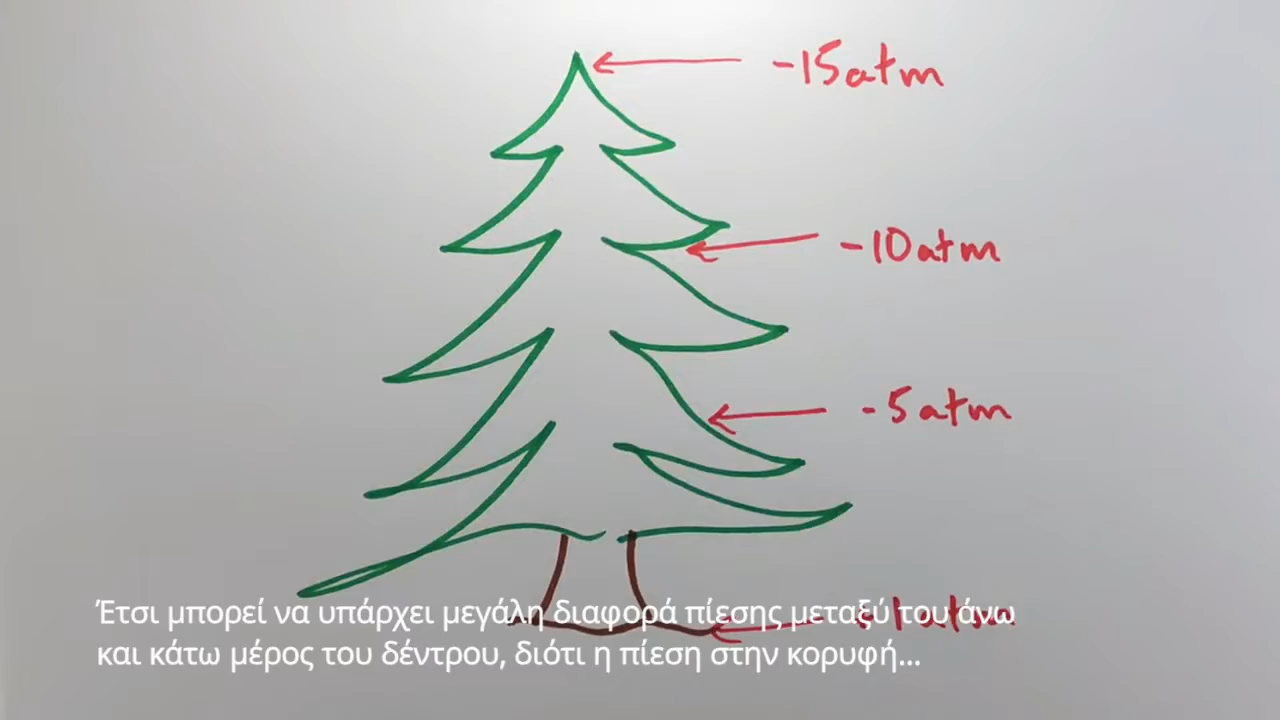 -15atm
-10atm
-5atm
Έτσι μπορεί να υπάρχει μεγάλη διαφορά πίεσης μεταξύ του άνω
και κάτω μέρος του δέντρου, διότι η πίεση στην κορυφή...